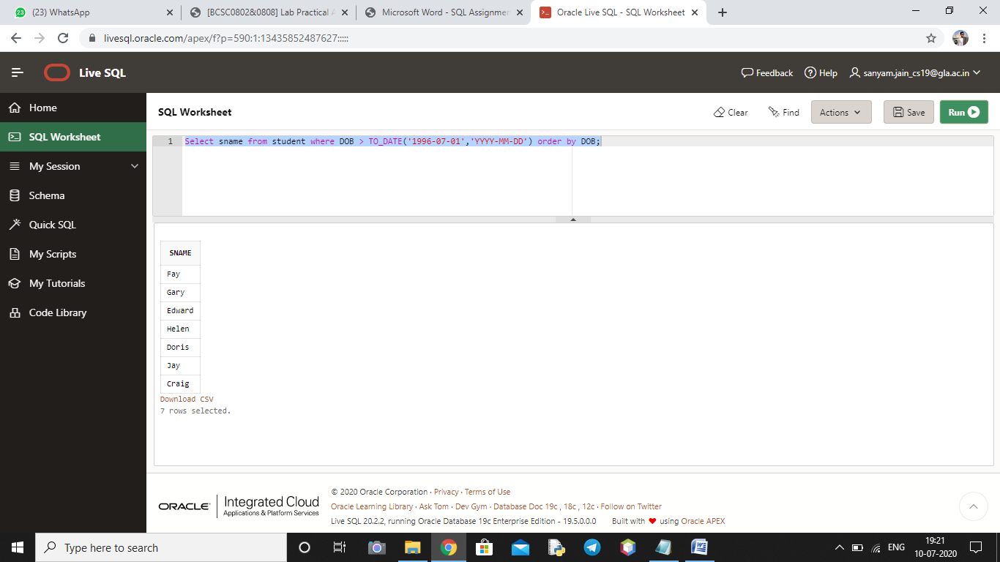 (23) WhatsApp
[BCSC0802&0808] Lab Practical A
Microsoft Word - SQL Assignmen
Oracle Live SQL - SQL Worksheet
livesql.oracle.com/apex/f?p=590:1:13435852487627:::::
Live SQL
Feedback
Help
sanyam.jain_cs19@gla.ac.in
Home
SQL Worksheet
My Session
Schema
Quick SQL
My Scripts
My Tutorials
Code Library
SQL Worksheet
Clear
Find
Actions
Save
Run
1 Select sname from student where DOB > TO_DATE('1996-07-01','YYYY-MM-DD') order by DOB;
SNAME
Fay
Gary
Edward
Helen
Doris
Jay
Craig
Download CSV
7 rows selected.
ORACLE
Integrated Cloud
Applications & Platform Services
© 2020 Oracle Corporation · Privacy · Terms of Use
Oracle Learning Library · Ask Tom · Dev Gym · Database Doc 19c , 18c , 12c · Follow on Twitter
Live SQL 20.2.2, running Oracle Database 19c Enterprise Edition - 19.5.0.0.0 Built with ♥ using Oracle APEX
Type here to search
ENG
19:21
10-07-2020